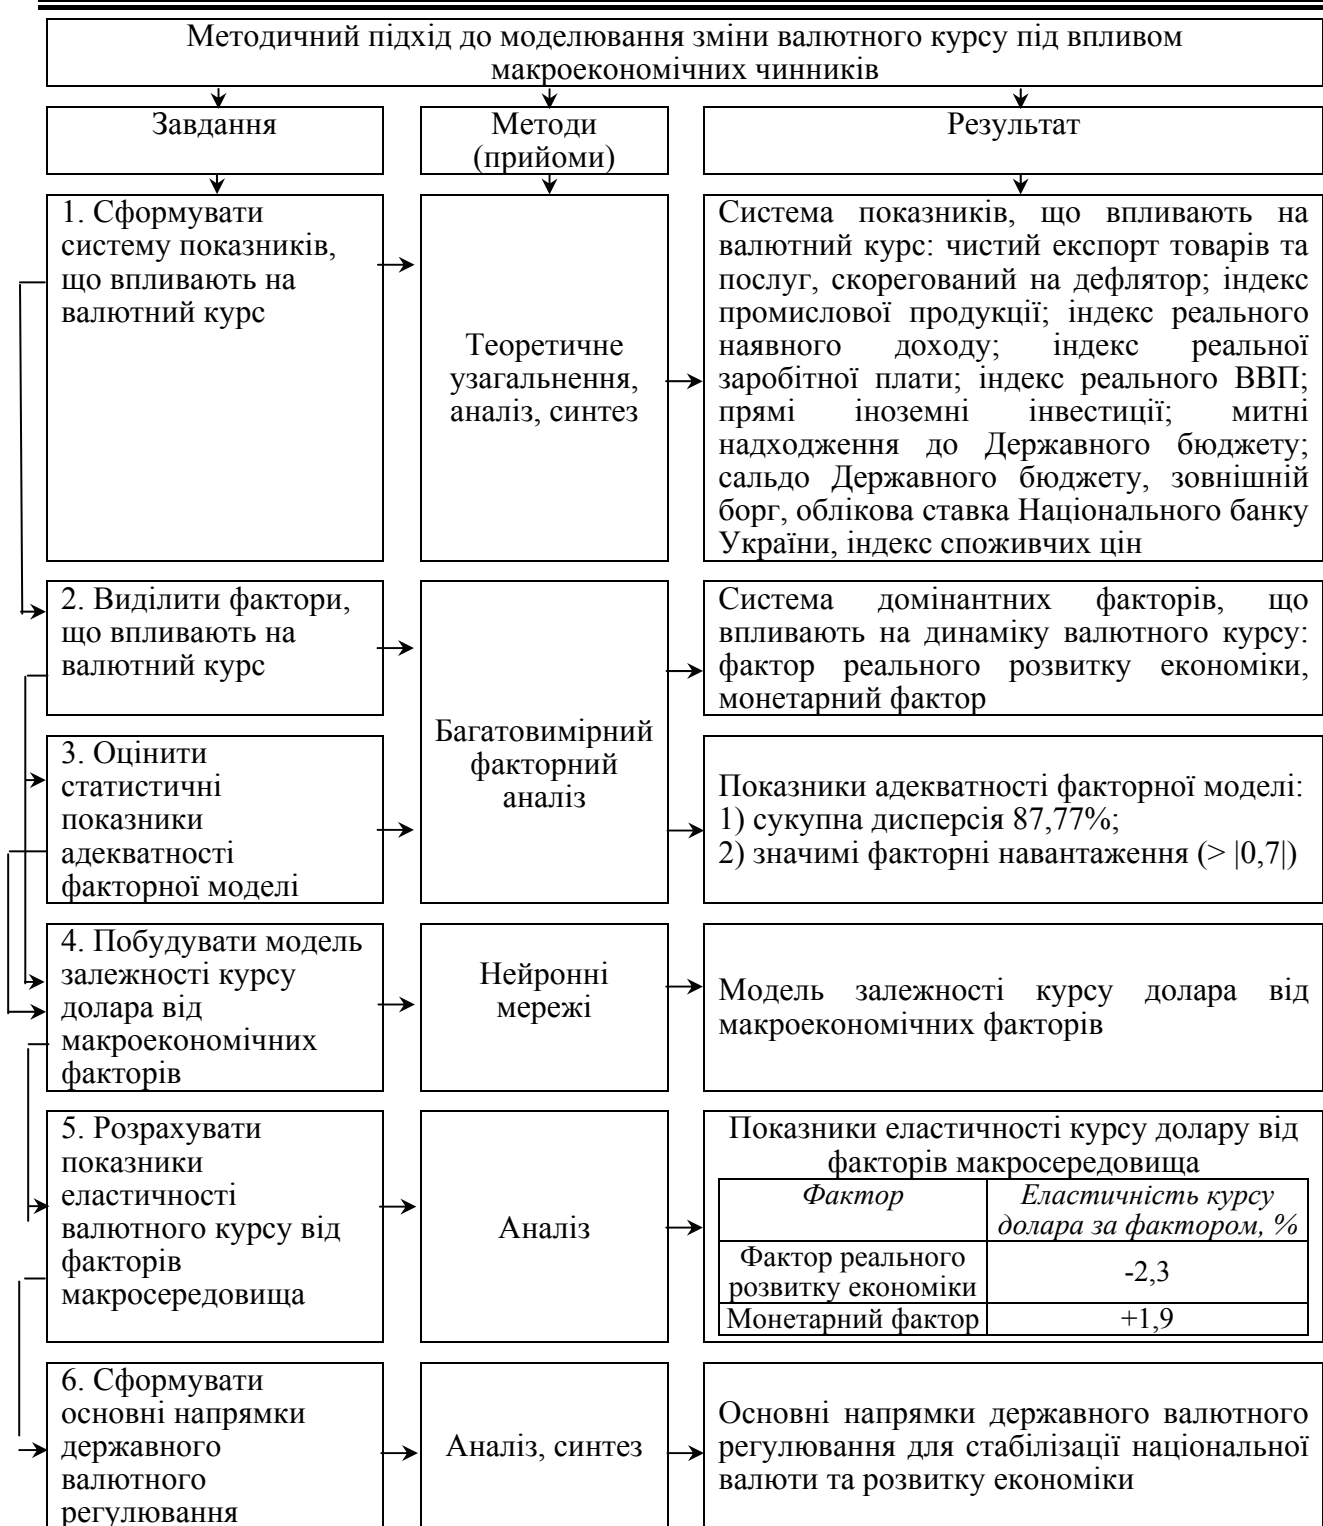 Методичний підхід до моделювання зміни валютного курсу під впливом
макроекономічних чинників
Завдання
Методи
(прийоми)
Результат
1. Сформувати
систему показників,
що впливають на
валютний курс
Теоретичне
узагальнення,
аналіз, синтез
Система показників, що впливають на
валютний курс: чистий експорт товарів та
послуг, скорегований на дефлятор; індекс
промислової продукції; індекс реального
наявного доходу; індекс реальної
заробітної плати; індекс реального ВВП;
прямі іноземні інвестиції; митні
надходження до Державного бюджету;
сальдо Державного бюджету, зовнішній
борг, облікова ставка Національного банку
України, індекс споживчих цін
2. Виділити фактори,
що впливають на
валютний курс
Багатовимірний
факторний
аналіз
Система домінантних факторів, що
впливають на динаміку валютного курсу:
фактор реального розвитку економіки,
монетарний фактор
3. Оцінити
статистичні
показники
адекватності
факторної моделі
Показники адекватності факторної моделі:
1) сукупна дисперсія 87,77%;
2) значимі факторні навантаження (> |0,7|)
4. Побудувати модель
залежності курсу
долара від
макроекономічних
факторів
Нейронні
мережі
Модель залежності курсу долара від
макроекономічних факторів
5. Розрахувати
показники
еластичності
валютного курсу від
факторів
макросередовища
Аналіз
Показники еластичності курсу долару від
факторів макросередовища
Фактор
Еластичність курсу
долара за фактором, %
Фактор реального
розвитку економіки
-2,3
Монетарний фактор
+1,9
6. Сформувати
основні напрямки
державного
валютного
регулювання
Аналіз, синтез
Основні напрямки державного валютного
регулювання для стабілізації національної
валюти та розвитку економіки